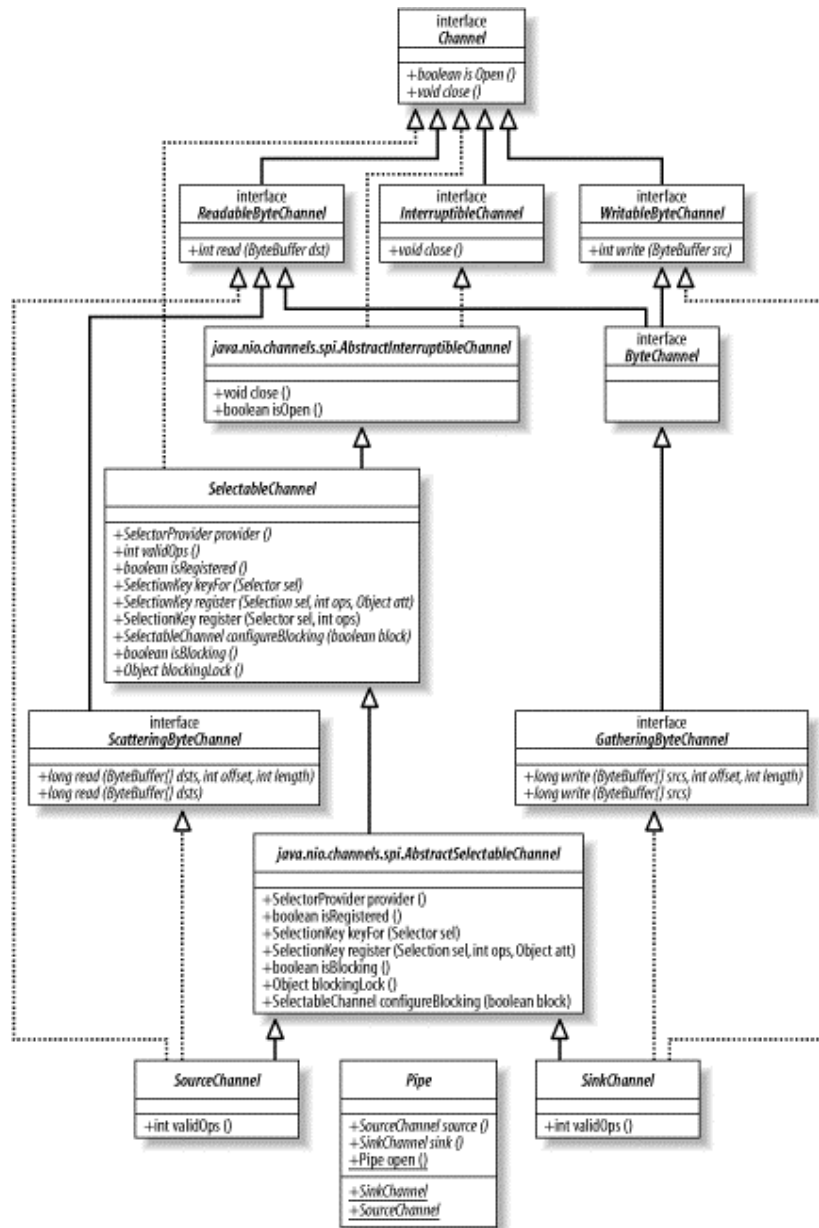 interface
Channel
+boolean is Open ()
+void close ()
interface
ReadableByteChannel
+int read (ByteBuffer dst)
interface
InterruptibleChannel
+void close ()
interface
WritableByteChannel
+int write (ByteBuffer src)
java.nio.channels.spi.AbstractInterruptibleChannel
+void close ()
+boolean isOpen ()
interface
ByteChannel
SelectableChannel
+SelectorProvider provider ()
+int validOps ()
+boolean isRegistered ()
+SelectionKey keyFor (Selector sel)
+SelectionKey register (Selection sel, int ops, Object att)
+SelectionKey register (Selector sel, int ops)
+SelectableChannel configureBlocking (boolean block)
+boolean isBlocking ()
+Object blockingLock ()
interface
ScatteringByteChannel
+long read (ByteBuffer[] dsts, int offset, int length)
+long read (ByteBuffer[] dsts)
interface
GatheringByteChannel
+long write (ByteBuffer[] srcs, int offset, int length)
+long write (ByteBuffer[] srcs)
java.nio.channels.spi.AbstractSelectableChannel
+SelectorProvider provider ()
+boolean isRegistered ()
+SelectionKey keyFor (Selector sel)
+SelectionKey register (Selection sel, int ops, Object att)
+boolean isBlocking ()
+Object blockingLock ()
+SelectableChannel configureBlocking (boolean block)
SourceChannel
+int validOps ()
Pipe
+SourceChannel source ()
+SinkChannel sink ()
+Pipe open ()
+SinkChannel
+SourceChannel
SinkChannel
+int validOps ()